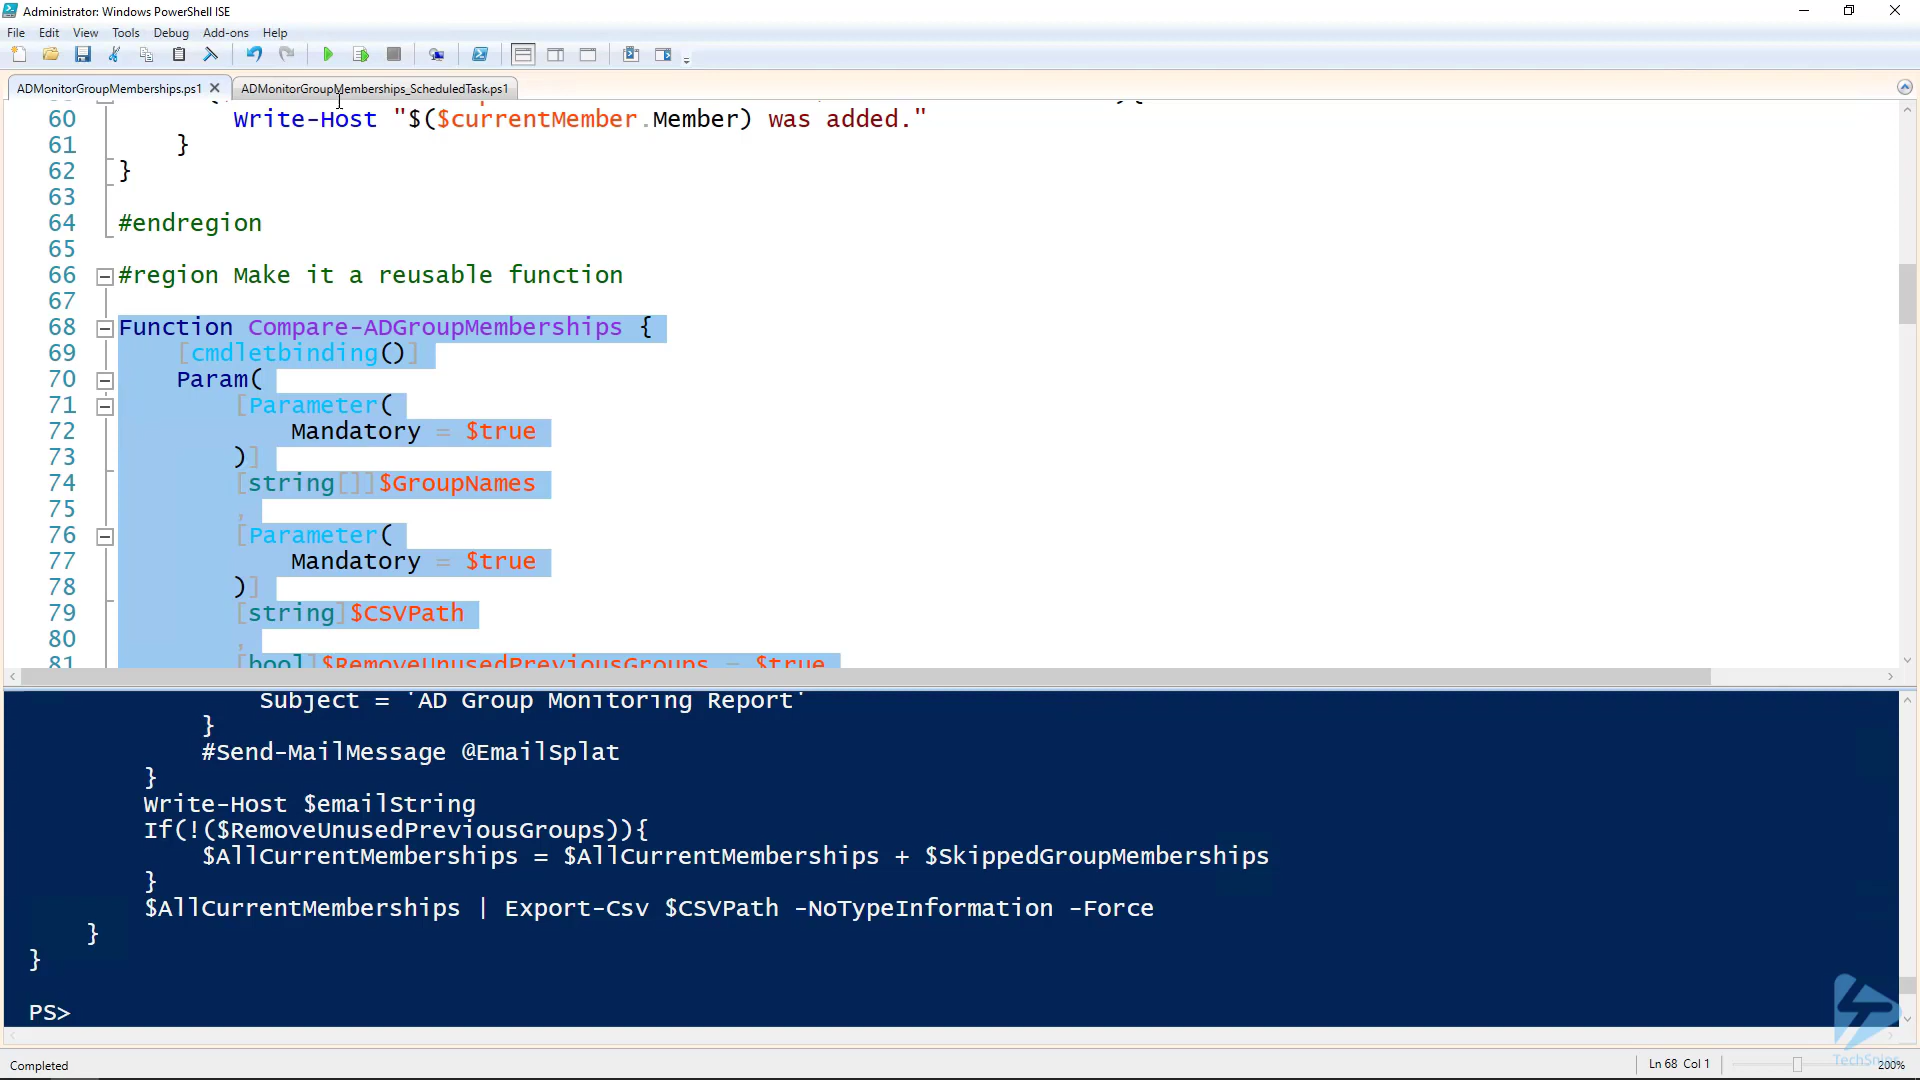 Administrator: Windows PowerShell ISE
File Edit View Tools Debug Add-ons Help
ADMonitorGroupMemberships.ps1 ADMonitorGroupMemberships_ScheduledTask.ps1
60 Write-Host "$($currentMember.Member) was added."
61 }
62 }
63
64 #endregion
65
66 #region Make it a reusable function
67
68 Function Compare-ADGroupMemberships {
69 [cmdletbinding()]
70 Param(
71 [Parameter(
72 Mandatory = $true
73 )]
74 [string[]]$GroupNames
75 ,
76 [Parameter(
77 Mandatory = $true
78 )]
79 [string]$CSVPath
80 ,
81 [bool]$RemoveUnusedPreviousGroups = $true
Subject = 'AD Group Monitoring Report'
}
#Send-MailMessage @EmailSplat
}
Write-Host $emailString
If(!($RemoveUnusedPreviousGroups)){
$AllCurrentMemberships = $AllCurrentMemberships + $SkippedGroupMemberships
}
$AllCurrentMemberships | Export-Csv $CSVPath -NoTypeInformation -Force
}
}
PS>
Completed Ln 68 Col 1 200%